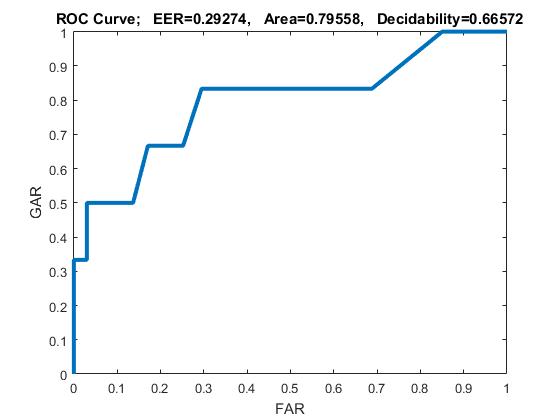 ROC Curve; EER=0.29274, Area=0.79558, Decidability=0.66572
1
0.9
0.8
0.7
0.6
0.5
0.4
0.3
0.2
0.1
0
GAR
0 0.1 0.2 0.3 0.4 0.5 0.6 0.7 0.8 0.9 1
FAR